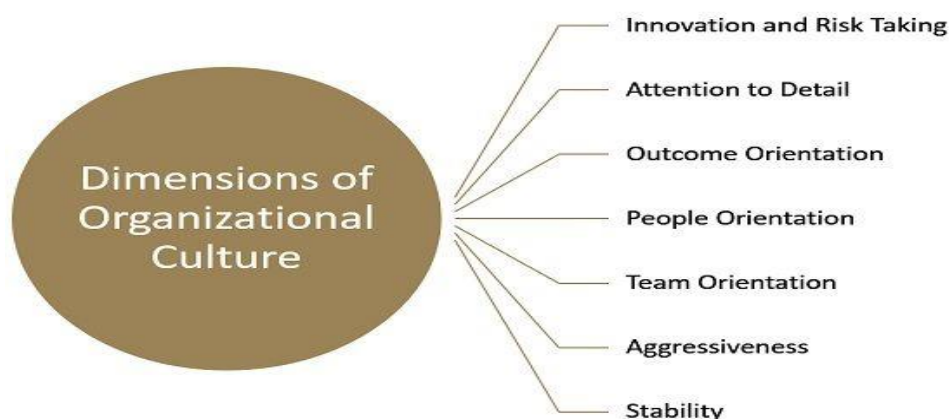 Dimensions of
Organizational
Culture
Innovation and Risk Taking
Attention to Detail
Outcome Orientation
People Orientation
Team Orientation
Aggressiveness
Stability